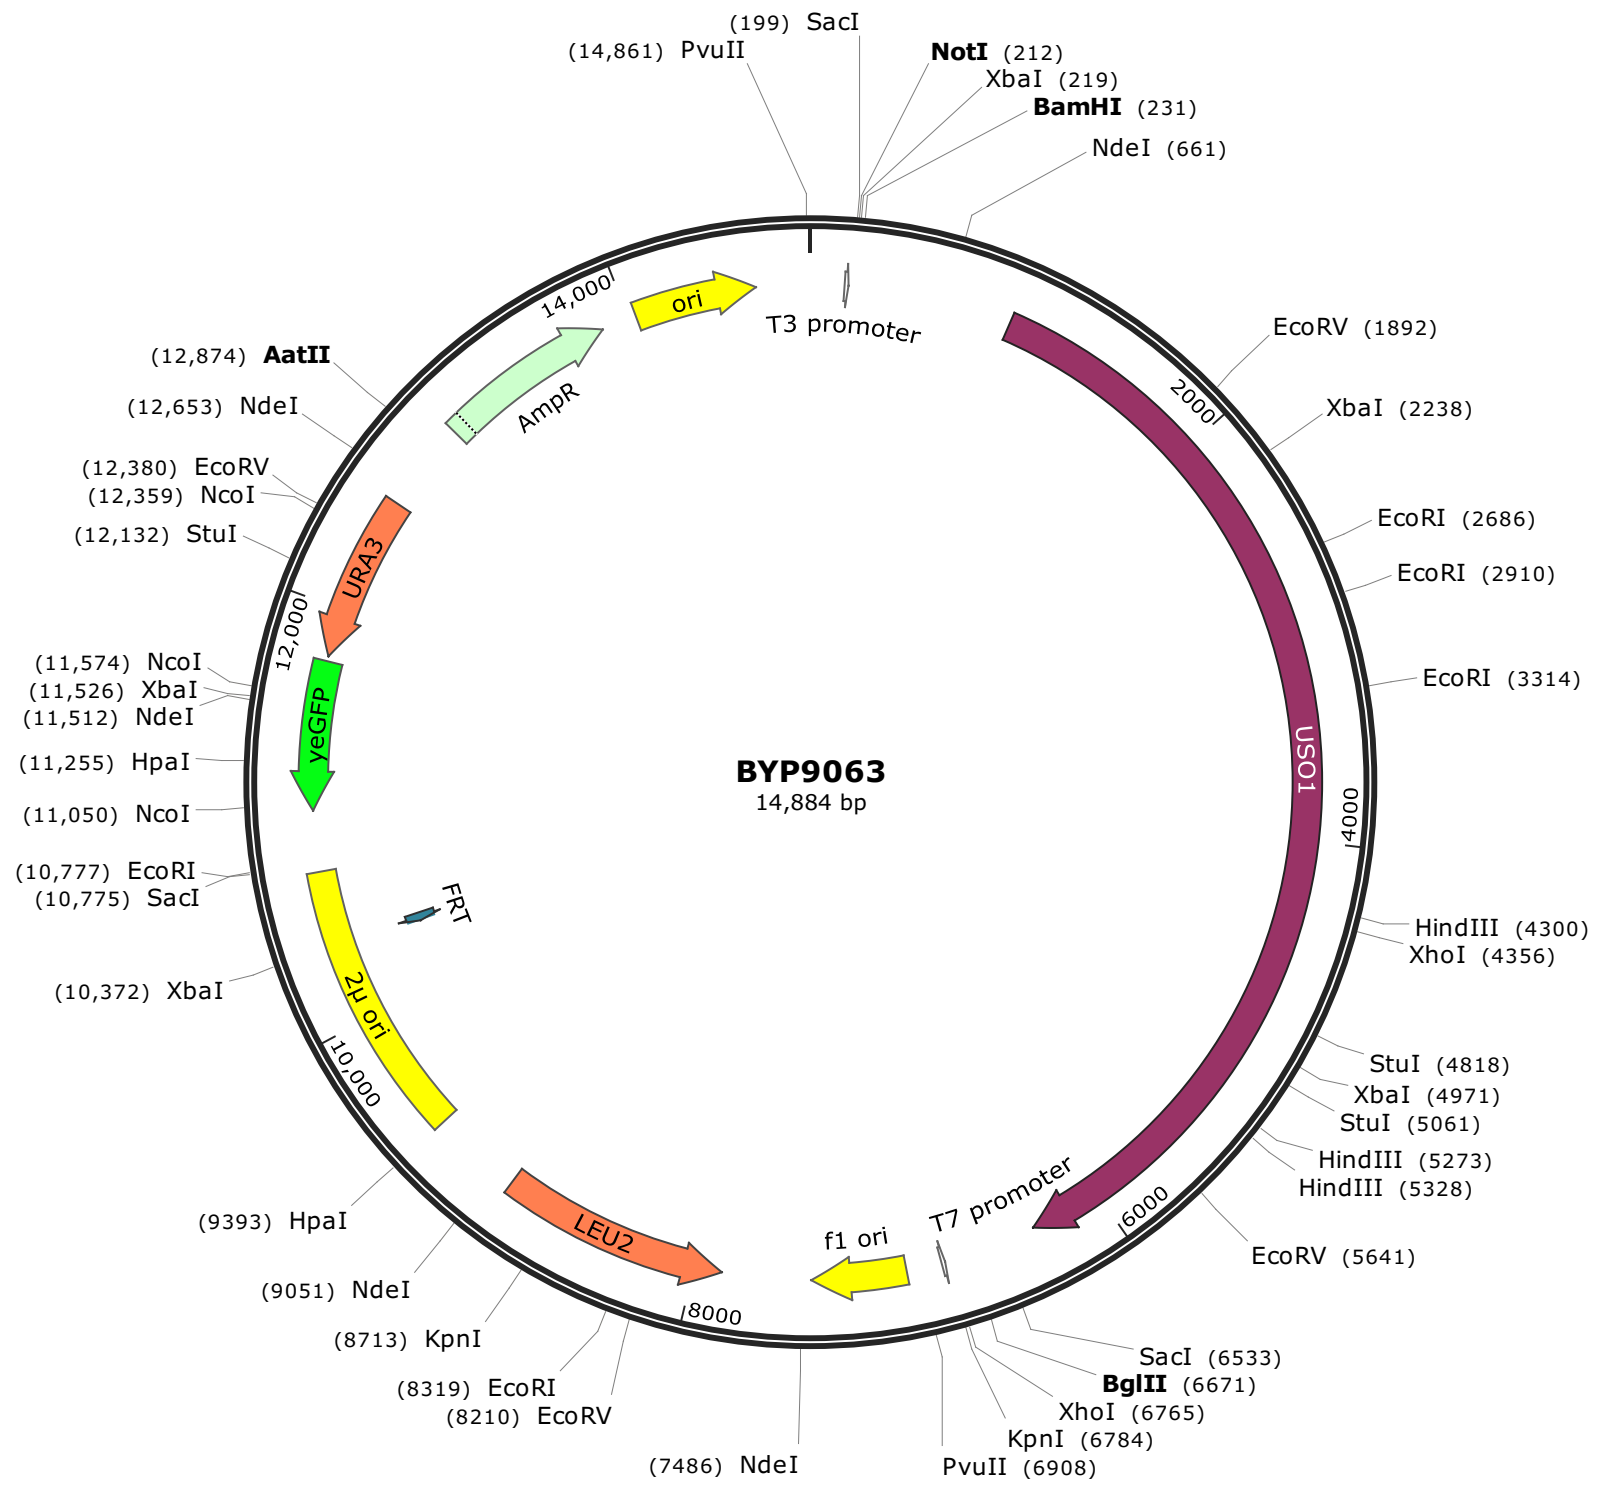 (199) SacI
(14,861) PvuII
NotI (212)
XbaI (219)
BamHI (231)
NdeI (661)
EcoRV (1892)
XbaI (2238)
EcoRI (2686)
EcoRI (2910)
EcoRI (3314)
HindIII (4300)
XhoI (4356)
StuI (4818)
XbaI (4971)
StuI (5061)
HindIII (5273)
HindIII (5328)
EcoRV (5641)
SacI (6533)
BglII (6671)
XhoI (6765)
KpnI (6784)
PvuII (6908)
(7486) NdeI
(8210) EcoRV
(8319) EcoRI
(8713) KpnI
(9051) NdeI
(9393) HpaI
(10,372) XbaI
(10,775) SacI
(10,777) EcoRI
(11,050) NcoI
(11,255) HpaI
(11,512) NdeI
(11,526) XbaI
(11,574) NcoI
(12,132) StuI
(12,359) NcoI
(12,380) EcoRV
(12,653) NdeI
(12,874) AatII
2000
4000
6000
8000
10,000
12,000
14,000
T3 promoter
USO1
T7 promoter
f1 ori
LEU2
2μ ori
FRT
yeGFP
URA3
AmpR
ori
BYP9063
14,884 bp